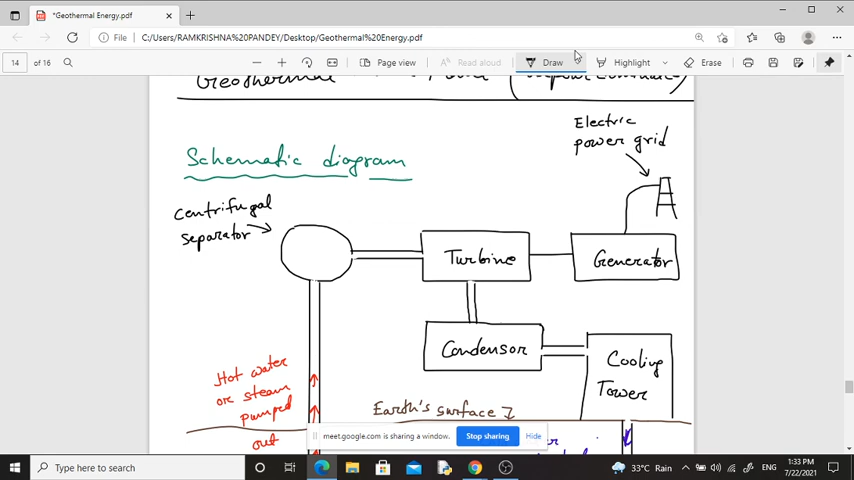 *Geothermal Energy.pdf
File
C:/Users/RAMKRISHNA%20PANDEY/Desktop/Geothermal%20Energy.pdf
14 of 16
Page view
Read aloud
Draw
Highlight
Erase
Geothermal
Schematic diagram
Electric
power grid
Centrifugal
separator
Turbine
Generator
Condensor
Cooling
Tower
Hot water
or steam
pumped
out
Earth's surface
meet.google.com is sharing a window.
Stop sharing
Hide
Type here to search
33°C Rain
ENG
1:33 PM
7/22/2021